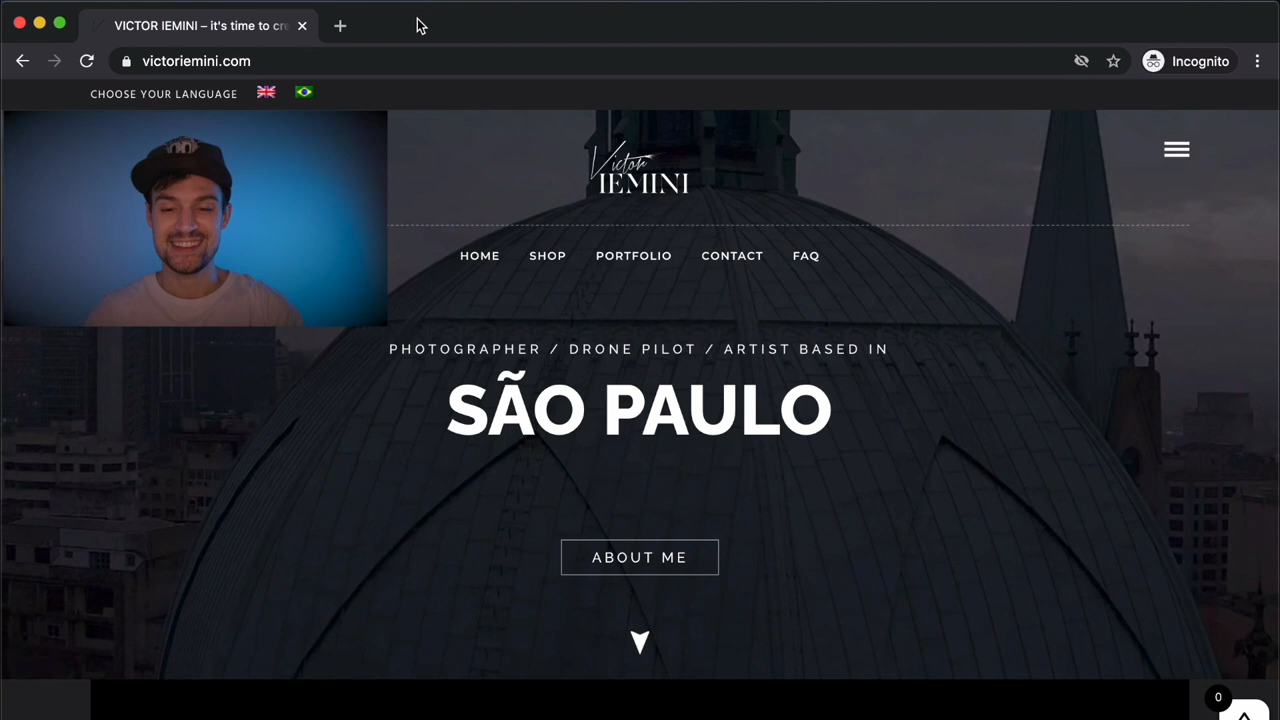 VICTOR IEMINI – it's time to cre
victoriemini.com
Incognito
CHOOSE YOUR LANGUAGE
Victor
IEMINI
HOME SHOP PORTFOLIO CONTACT FAQ
PHOTOGRAPHER / DRONE PILOT / ARTIST BASED IN
SÃO PAULO
ABOUT ME
0